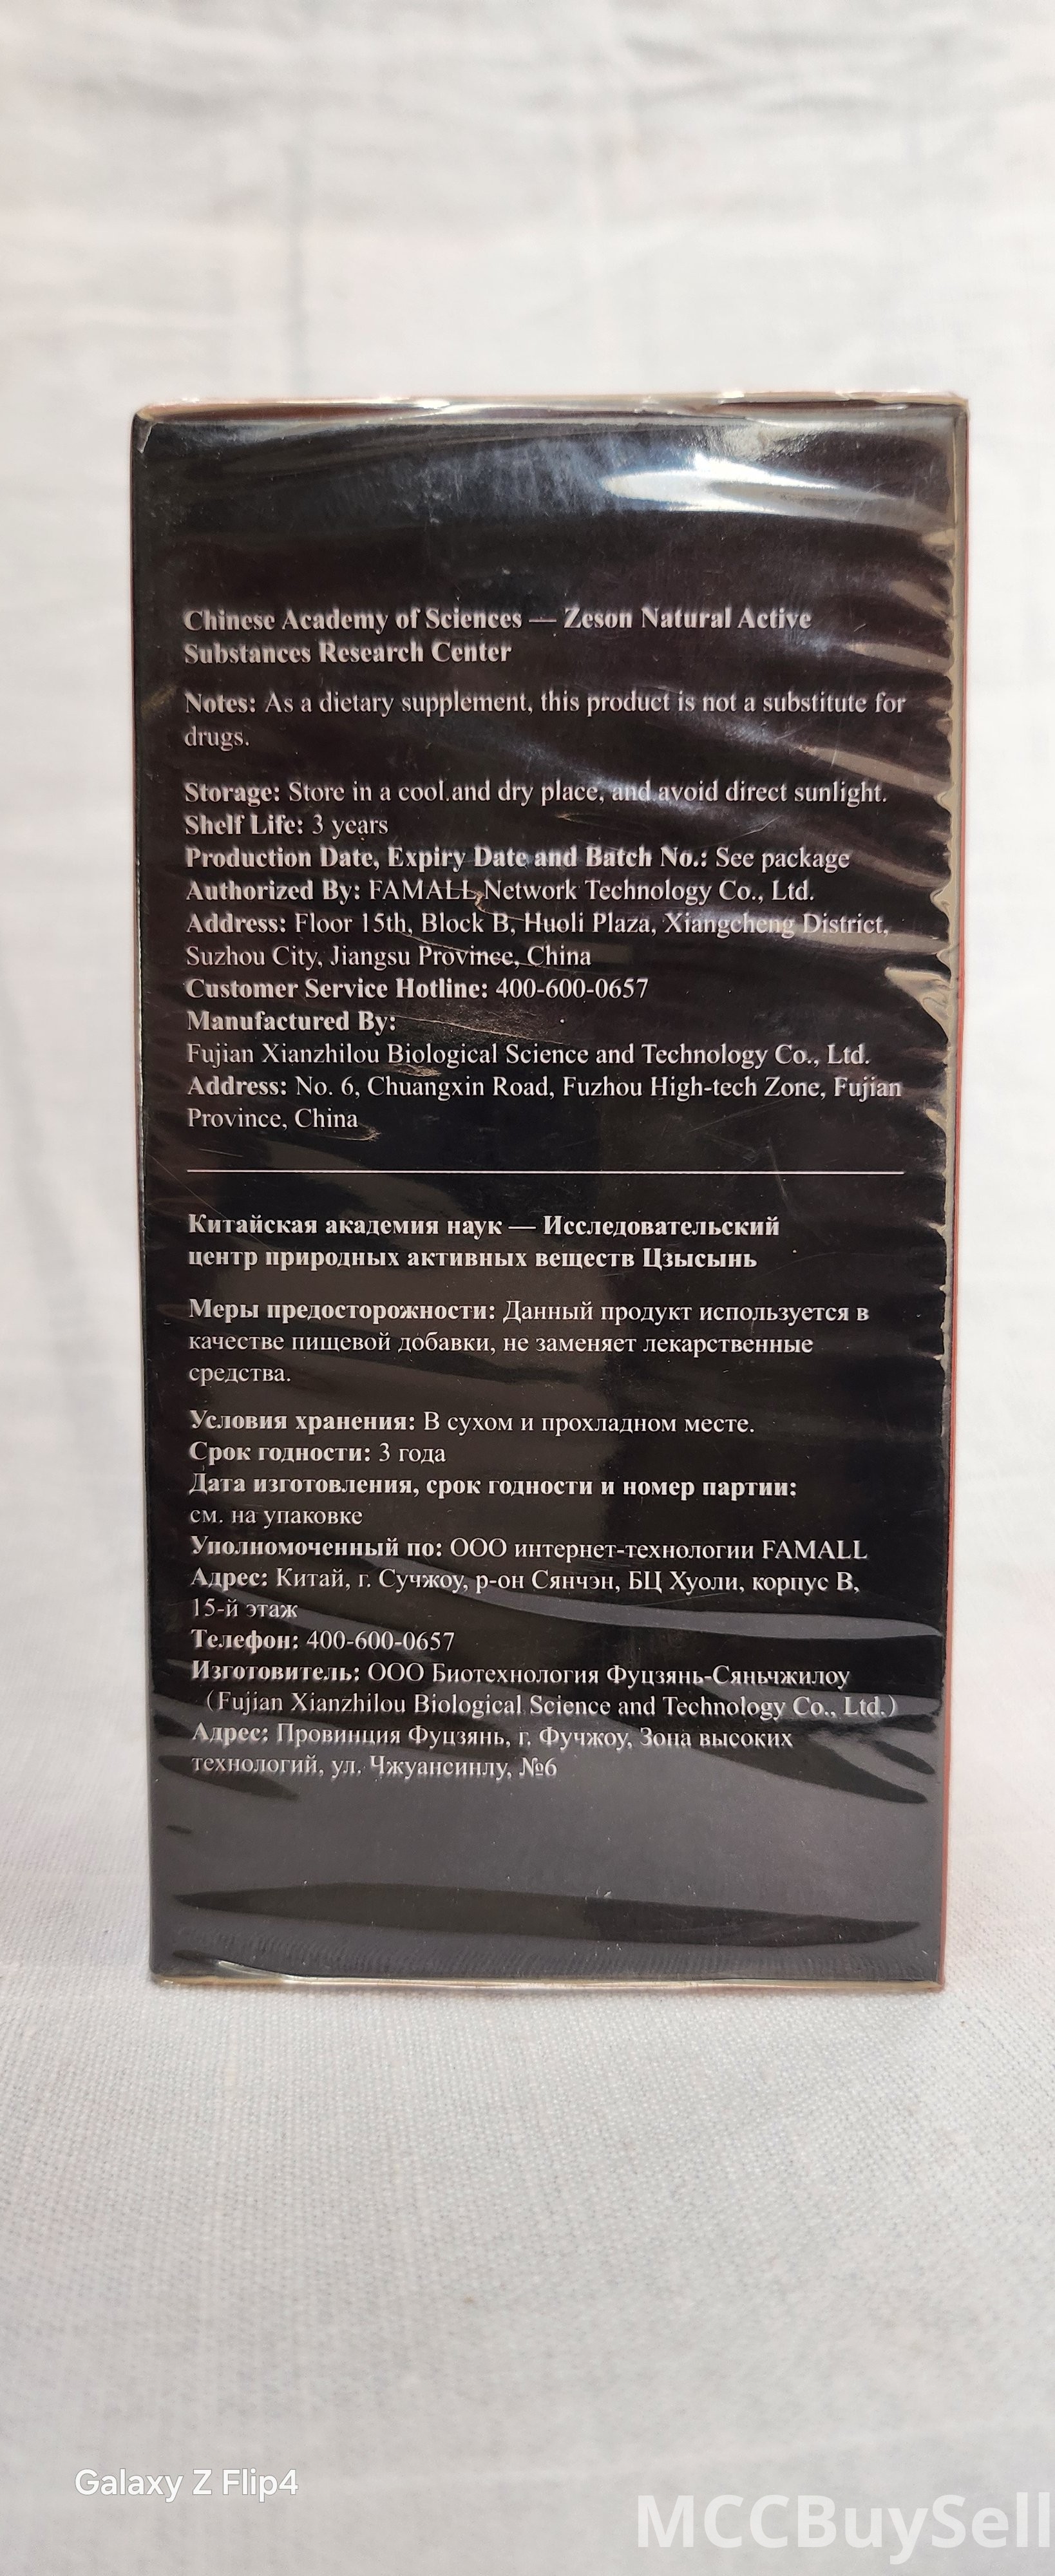 Chinese Academy of Sciences — Zeson Natural Active
Substances Research Center
Notes: As a dietary supplement, this product is not a substitute for
drugs.
Storage: Store in a cool and dry place, and avoid direct sunlight.
Shelf Life: 3 years
Production Date, Expiry Date and Batch No.: See package
Authorized By: FAMALL Network Technology Co., Ltd.
Address: Floor 15th, Block B, Huoli Plaza, Xiangcheng District,
Suzhou City, Jiangsu Province, China
Customer Service Hotline: 400-600-0657
Manufactured By:
Fujian Xianzhilou Biological Science and Technology Co., Ltd.
Address: No. 6, Chuangxin Road, Fuzhou High-tech Zone, Fujian
Province, China
Китайская академия наук — Исследовательский
центр природных активных веществ Цзысынь
Меры предосторожности: Данный продукт используется в
качестве пищевой добавки, не заменяет лекарственные
средства.
Условия хранения: В сухом и прохладном месте.
Срок годности: 3 года
Дата изготовления, срок годности и номер партии:
см. на упаковке
Уполномоченный по: ООО интернет-технологии FAMALL
Адрес: Китай, г. Сучжоу, р-он Сянчэн, БЦ Хуоли, корпус В,
15-й этаж
Телефон: 400-600-0657
Изготовитель: ООО Биотехнология Фуцзянь-Сяньчжилоу
(Fujian Xianzhilou Biological Science and Technology Co., Ltd.)
Адрес: Провинция Фуцзянь, г. Фучжоу, Зона высоких
технологий, ул. Чжуансинлу, №6
Galaxy Z Flip4
MCCBuySell